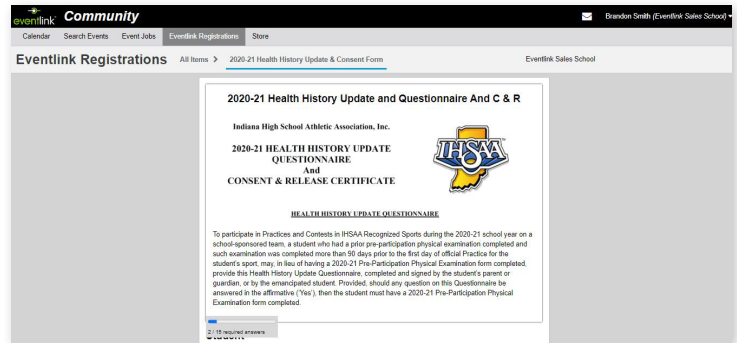 eventlink Community
Brandon Smith (Eventlink Sales School)
Calendar Search Events Event Jobs Eventlink Registrations Store
Eventlink Registrations All Items > 2020-21 Health History Update & Consent Form Eventlink Sales School
2020-21 Health History Update and Questionnaire And C & R
Indiana High School Athletic Association, Inc.
2020-21 HEALTH HISTORY UPDATE
QUESTIONNAIRE
And
CONSENT & RELEASE CERTIFICATE
IHSAA
HEALTH HISTORY UPDATE QUESTIONNAIRE
To participate in Practices and Contests in IHSAA Recognized Sports during the 2020-21 school year on a
school-sponsored team, a student who had a prior pre-participation physical examination completed and
such examination was completed more than 90 days prior to the first day of official Practice for the
student's sport, may, in lieu of having a 2020-21 Pre-Participation Physical Examination form completed,
provide this Health History Update Questionnaire, completed and signed by the student's parent or
guardian, or by the emancipated student. Provided, should any question on this Questionnaire be
answered in the affirmative ('Yes'), then the student must have a 2020-21 Pre-Participation Physical
Examination form completed.
2 / 15 required answers
Student